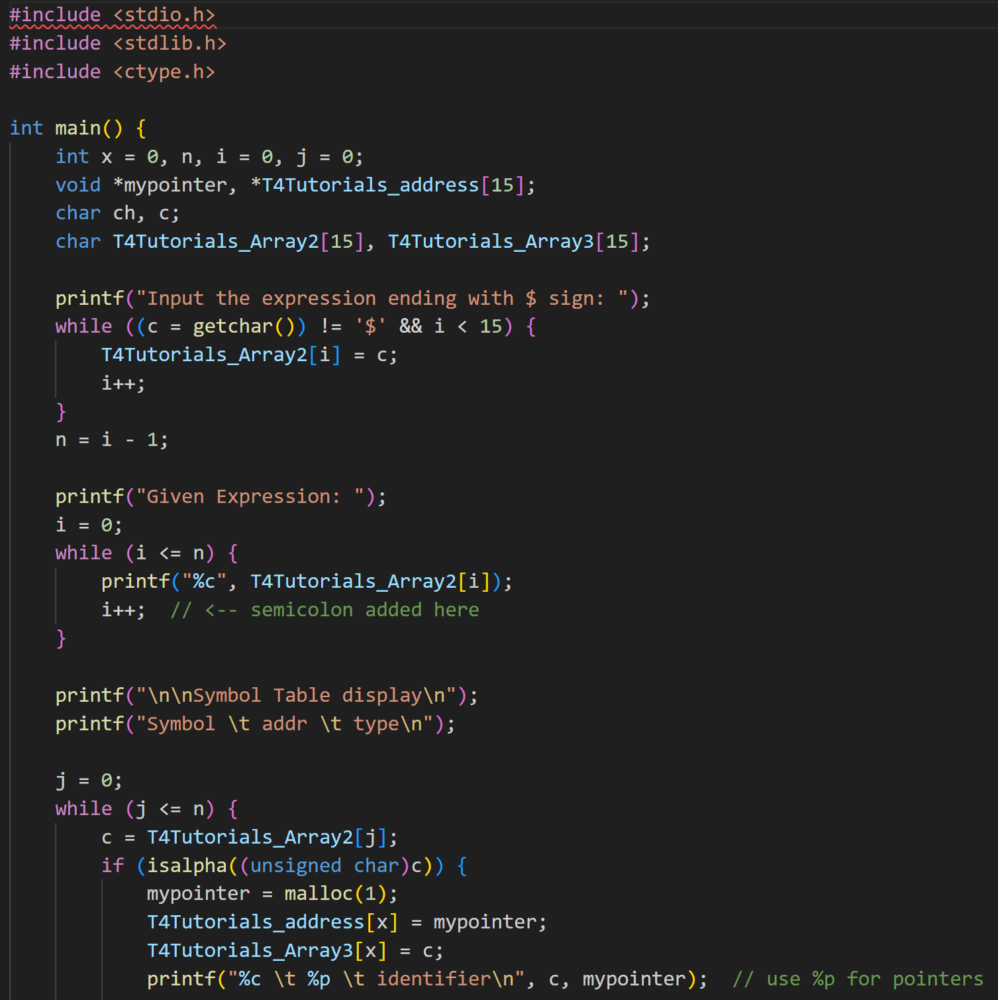 #include <stdio.h>
#include <stdlib.h>
#include <ctype.h>

int main() {
    int x = 0, n, i = 0, j = 0;
    void *mypointer, *T4Tutorials_address[15];
    char ch, c;
    char T4Tutorials_Array2[15], T4Tutorials_Array3[15];

    printf("Input the expression ending with $ sign: ");
    while ((c = getchar()) != '$' && i < 15) {
        T4Tutorials_Array2[i] = c;
        i++;
    }
    n = i - 1;

    printf("Given Expression: ");
    i = 0;
    while (i <= n) {
        printf("%c", T4Tutorials_Array2[i]);
        i++;  // <-- semicolon added here
    }

    printf("\n\nSymbol Table display\n");
    printf("Symbol \t addr \t type\n");

    j = 0;
    while (j <= n) {
        c = T4Tutorials_Array2[j];
        if (isalpha((unsigned char)c)) {
            mypointer = malloc(1);
            T4Tutorials_address[x] = mypointer;
            T4Tutorials_Array3[x] = c;
            printf("%c \t %p \t identifier\n", c, mypointer);  // use %p for pointers